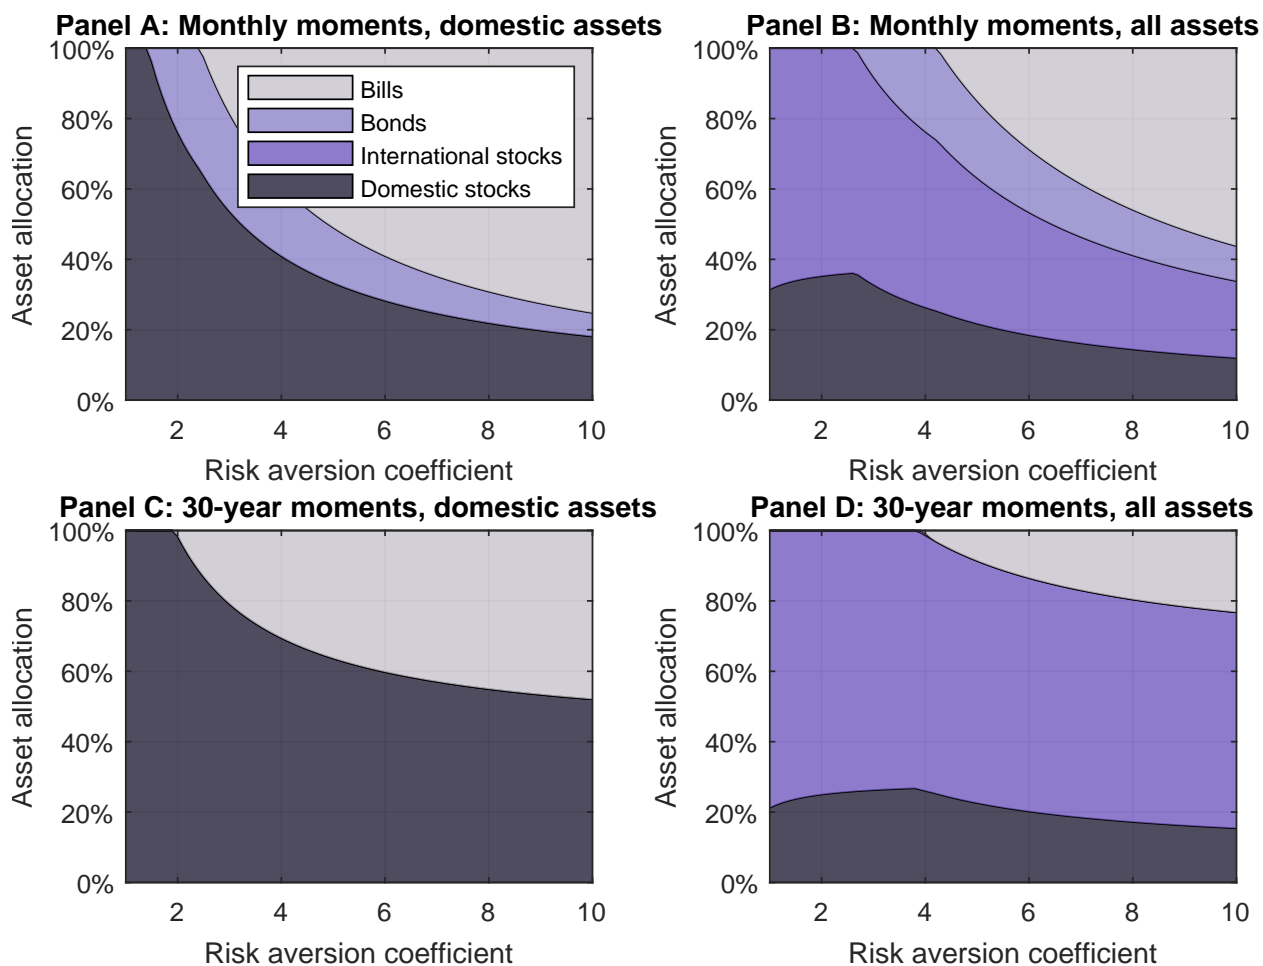 Panel A: Monthly moments, domestic assets
100%
80%
60%
40%
20%
0%
Asset allocation
Bills
Bonds
International stocks
Domestic stocks
2 4 6 8 10
Risk aversion coefficient
Panel B: Monthly moments, all assets
100%
80%
60%
40%
20%
0%
Asset allocation
2 4 6 8 10
Risk aversion coefficient
Panel C: 30-year moments, domestic assets
100%
80%
60%
40%
20%
0%
Asset allocation
2 4 6 8 10
Risk aversion coefficient
Panel D: 30-year moments, all assets
100%
80%
60%
40%
20%
0%
Asset allocation
2 4 6 8 10
Risk aversion coefficient